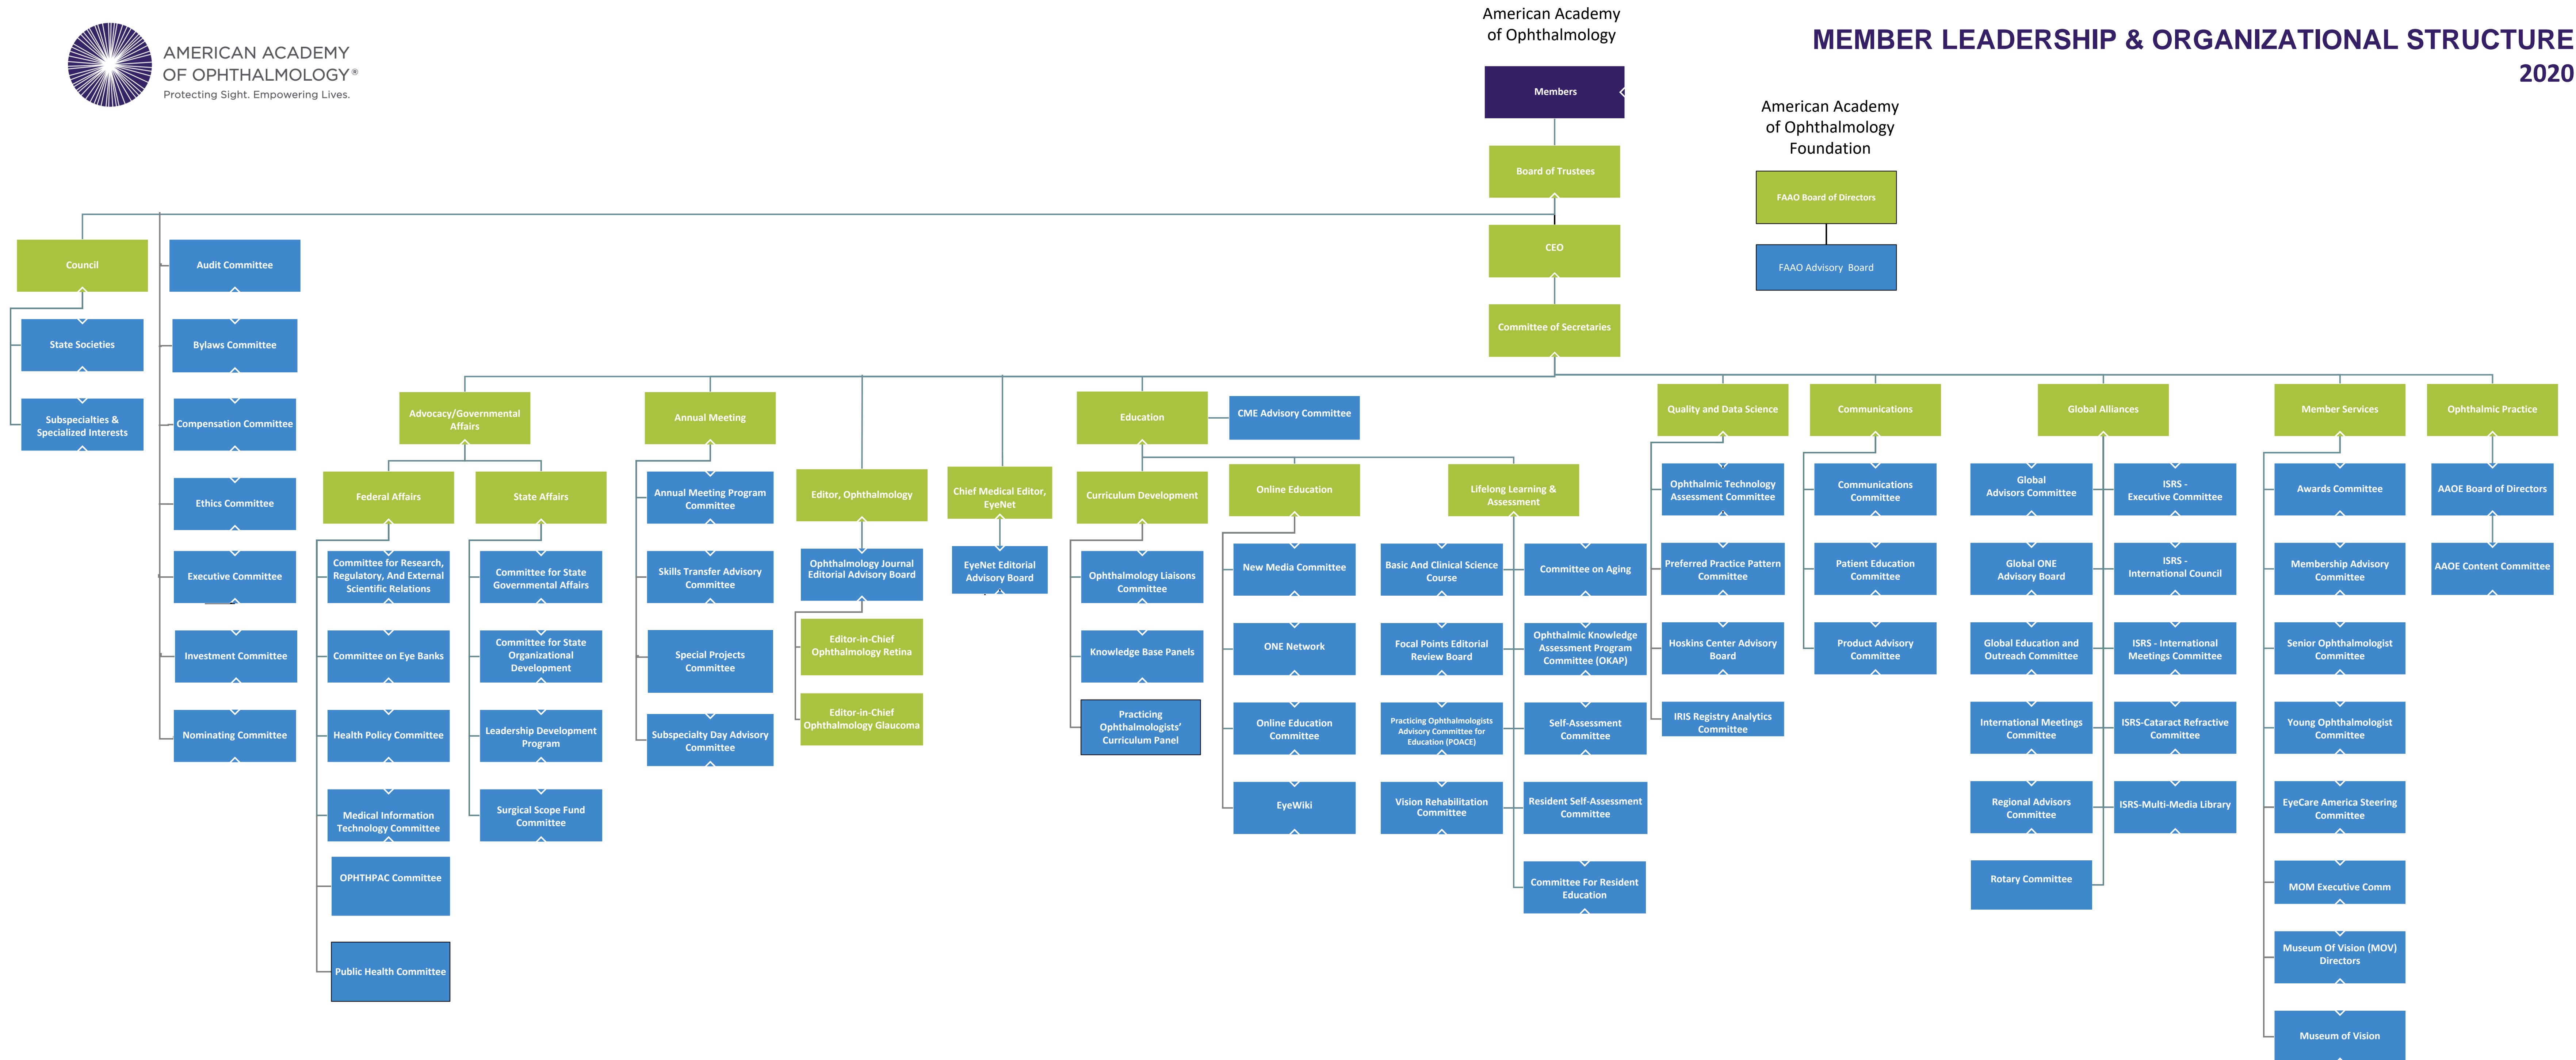 AMERICAN ACADEMY
OF OPHTHALMOLOGY®
Protecting Sight. Empowering Lives.
American Academy
of Ophthalmology
MEMBER LEADERSHIP & ORGANIZATIONAL STRUCTURE
2020
Members
American Academy
of Ophthalmology
Foundation
Board of Trustees
FAAO Board of Directors
CEO
FAAO Advisory Board
Committee of Secretaries
Council
State Societies
Subspecialties &
Specialized Interests
Audit Committee
Bylaws Committee
Compensation Committee
Ethics Committee
Executive Committee
Investment Committee
Nominating Committee
Advocacy/Governmental
Affairs
Federal Affairs
Committee for Research,
Regulatory, And External
Scientific Relations
Committee on Eye Banks
Health Policy Committee
Medical Information
Technology Committee
OPHTHPAC Committee
Public Health Committee
State Affairs
Committee for State
Governmental Affairs
Committee for State
Organizational
Development
Leadership Development
Program
Surgical Scope Fund
Committee
Annual Meeting
Annual Meeting Program
Committee
Skills Transfer Advisory
Committee
Special Projects
Committee
Subspecialty Day Advisory
Committee
Editor, Ophthalmology
Ophthalmology Journal
Editorial Advisory Board
Editor-in-Chief
Ophthalmology Retina
Editor-in-Chief
Ophthalmology Glaucoma
Chief Medical Editor,
EyeNet
EyeNet Editorial
Advisory Board
Education
CME Advisory Committee
Curriculum Development
Ophthalmology Liaisons
Committee
Knowledge Base Panels
Practicing
Ophthalmologists’
Curriculum Panel
Online Education
New Media Committee
ONE Network
Online Education
Committee
EyeWiki
Lifelong Learning &
Assessment
Basic And Clinical Science
Course
Focal Points Editorial
Review Board
Practicing Ophthalmologists
Advisory Committee for
Education (POACE)
Vision Rehabilitation
Committee
Committee on Aging
Ophthalmic Knowledge
Assessment Program
Committee (OKAP)
Self-Assessment
Committee
Resident Self-Assessment
Committee
Committee For Resident
Education
Quality and Data Science
Ophthalmic Technology
Assessment Committee
Preferred Practice Pattern
Committee
Hoskins Center Advisory
Board
IRIS Registry Analytics
Committee
Communications
Communications
Committee
Patient Education
Committee
Product Advisory
Committee
Global Alliances
Global
Advisors Committee
Global ONE
Advisory Board
Global Education and
Outreach Committee
International Meetings
Committee
Regional Advisors
Committee
Rotary Committee
ISRS -
Executive Committee
ISRS -
International Council
ISRS - International
Meetings Committee
ISRS-Cataract Refractive
Committee
ISRS-Multi-Media Library
Member Services
Awards Committee
Membership Advisory
Committee
Senior Ophthalmologist
Committee
Young Ophthalmologist
Committee
EyeCare America Steering
Committee
MOM Executive Comm
Museum Of Vision (MOV)
Directors
Museum of Vision
Ophthalmic Practice
AAOE Board of Directors
AAOE Content Committee